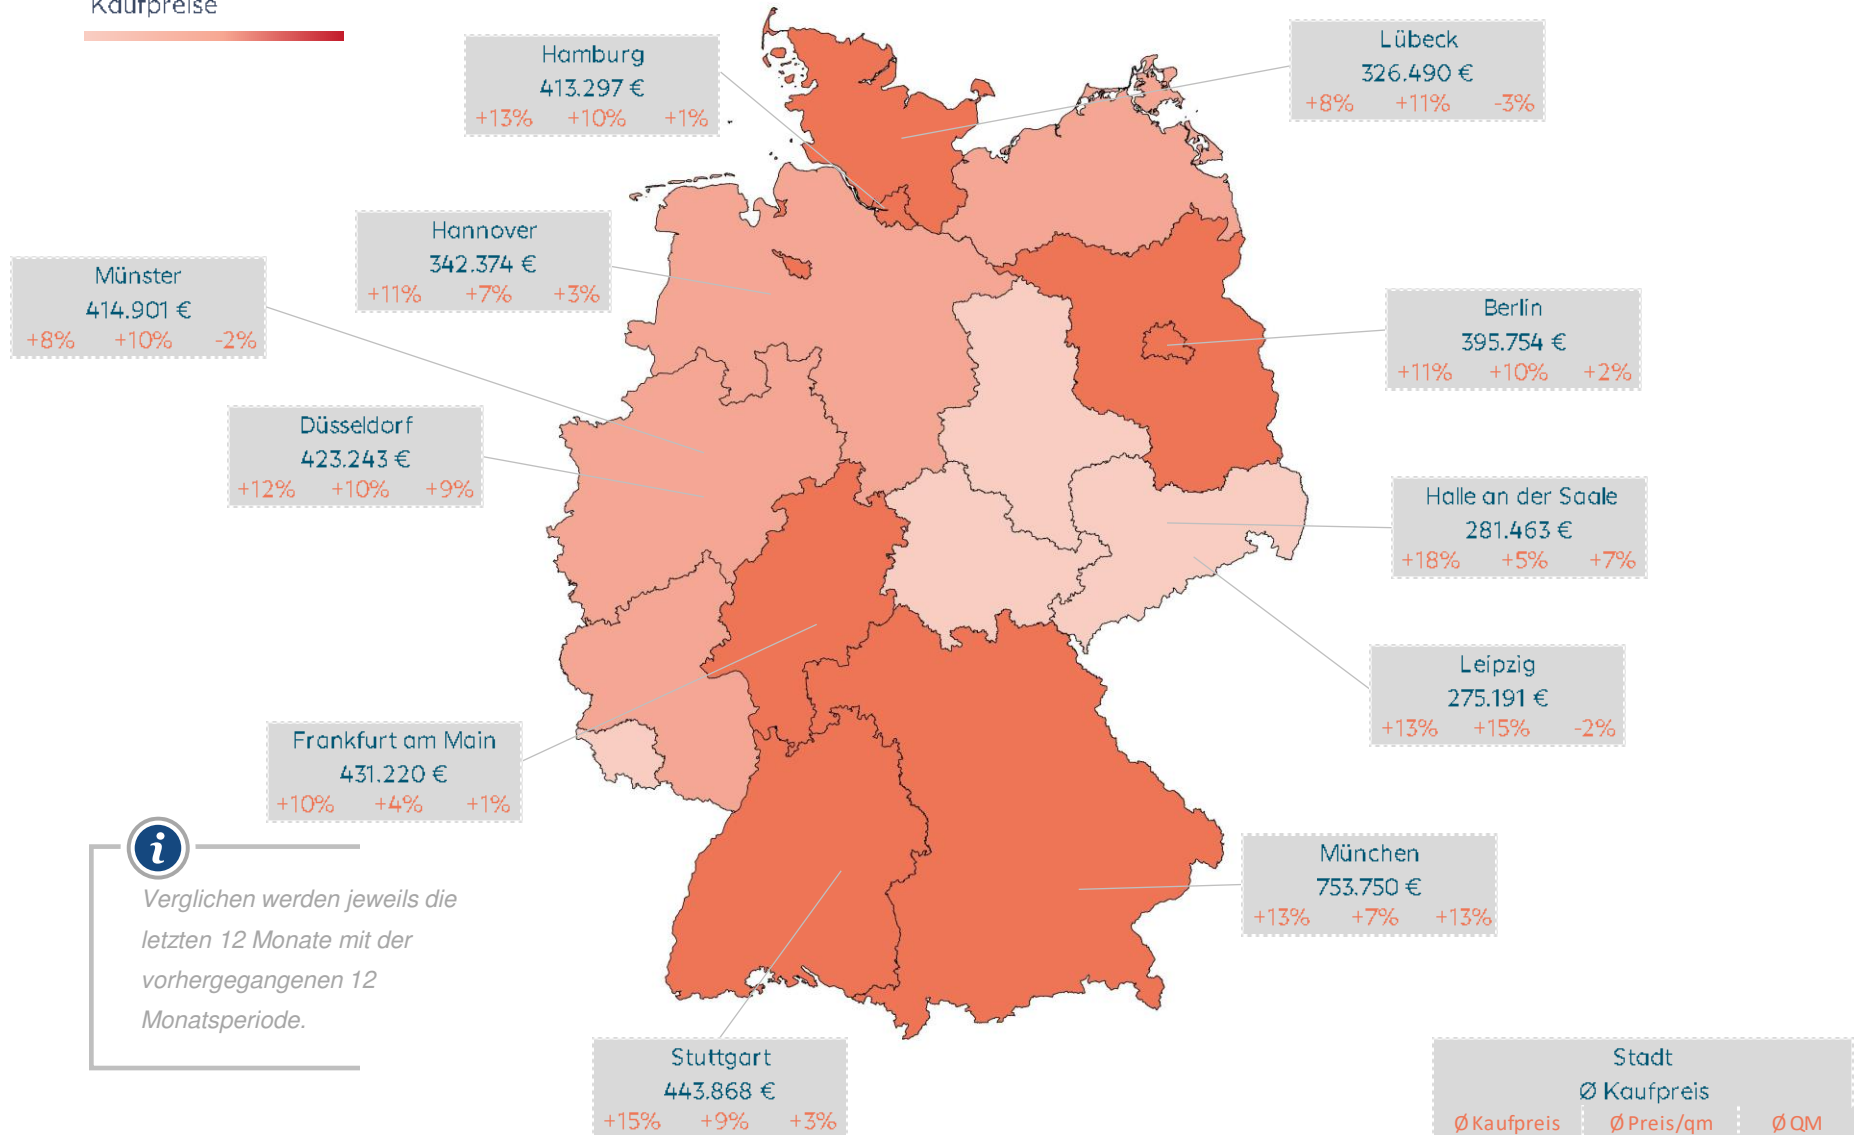 Kaufpreise
Hamburg
413.297 €
+13% +10% +1%
Lübeck
326.490 €
+8% +11% -3%
Hannover
342.374 €
+11% +7% +3%
Münster
414.901 €
+8% +10% -2%
Berlin
395.754 €
+11% +10% +2%
Düsseldorf
423.243 €
+12% +10% +9%
Halle an der Saale
281.463 €
+18% +5% +7%
Leipzig
275.191 €
+13% +15% -2%
Frankfurt am Main
431.220 €
+10% +4% +1%
München
753.750 €
+13% +7% +13%
i
Verglichen werden jeweils die
letzten 12 Monate mit der
vorhergegangenen 12
Monatsperiode.
Stuttgart
443.868 €
+15% +9% +3%
Stadt
Ø Kaufpreis
Ø Kaufpreis Ø Preis/qm Ø QM